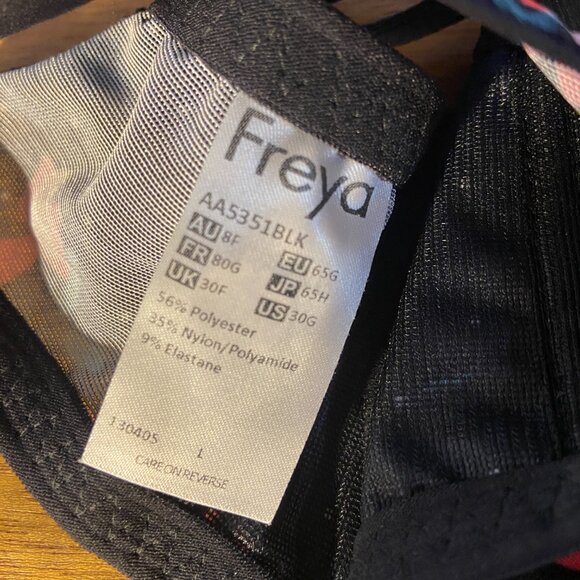 Freya
AA5351BLK
AU 8F EU 65G
FR 80G JP 65H
UK 30F US 30G
56% Polyester
35% Nylon/Polyamide
9% Elastane
130405 1
CARE ON REVERSE